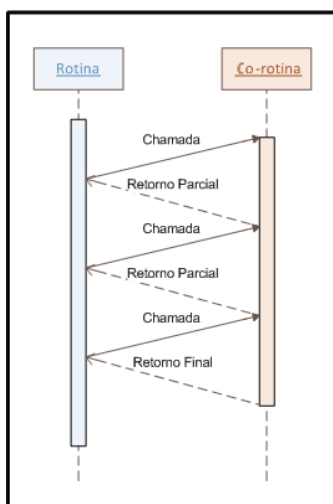 Rotina
Co-rotina
Chamada
Retorno Parcial
Chamada
Retorno Parcial
Chamada
Retorno Final